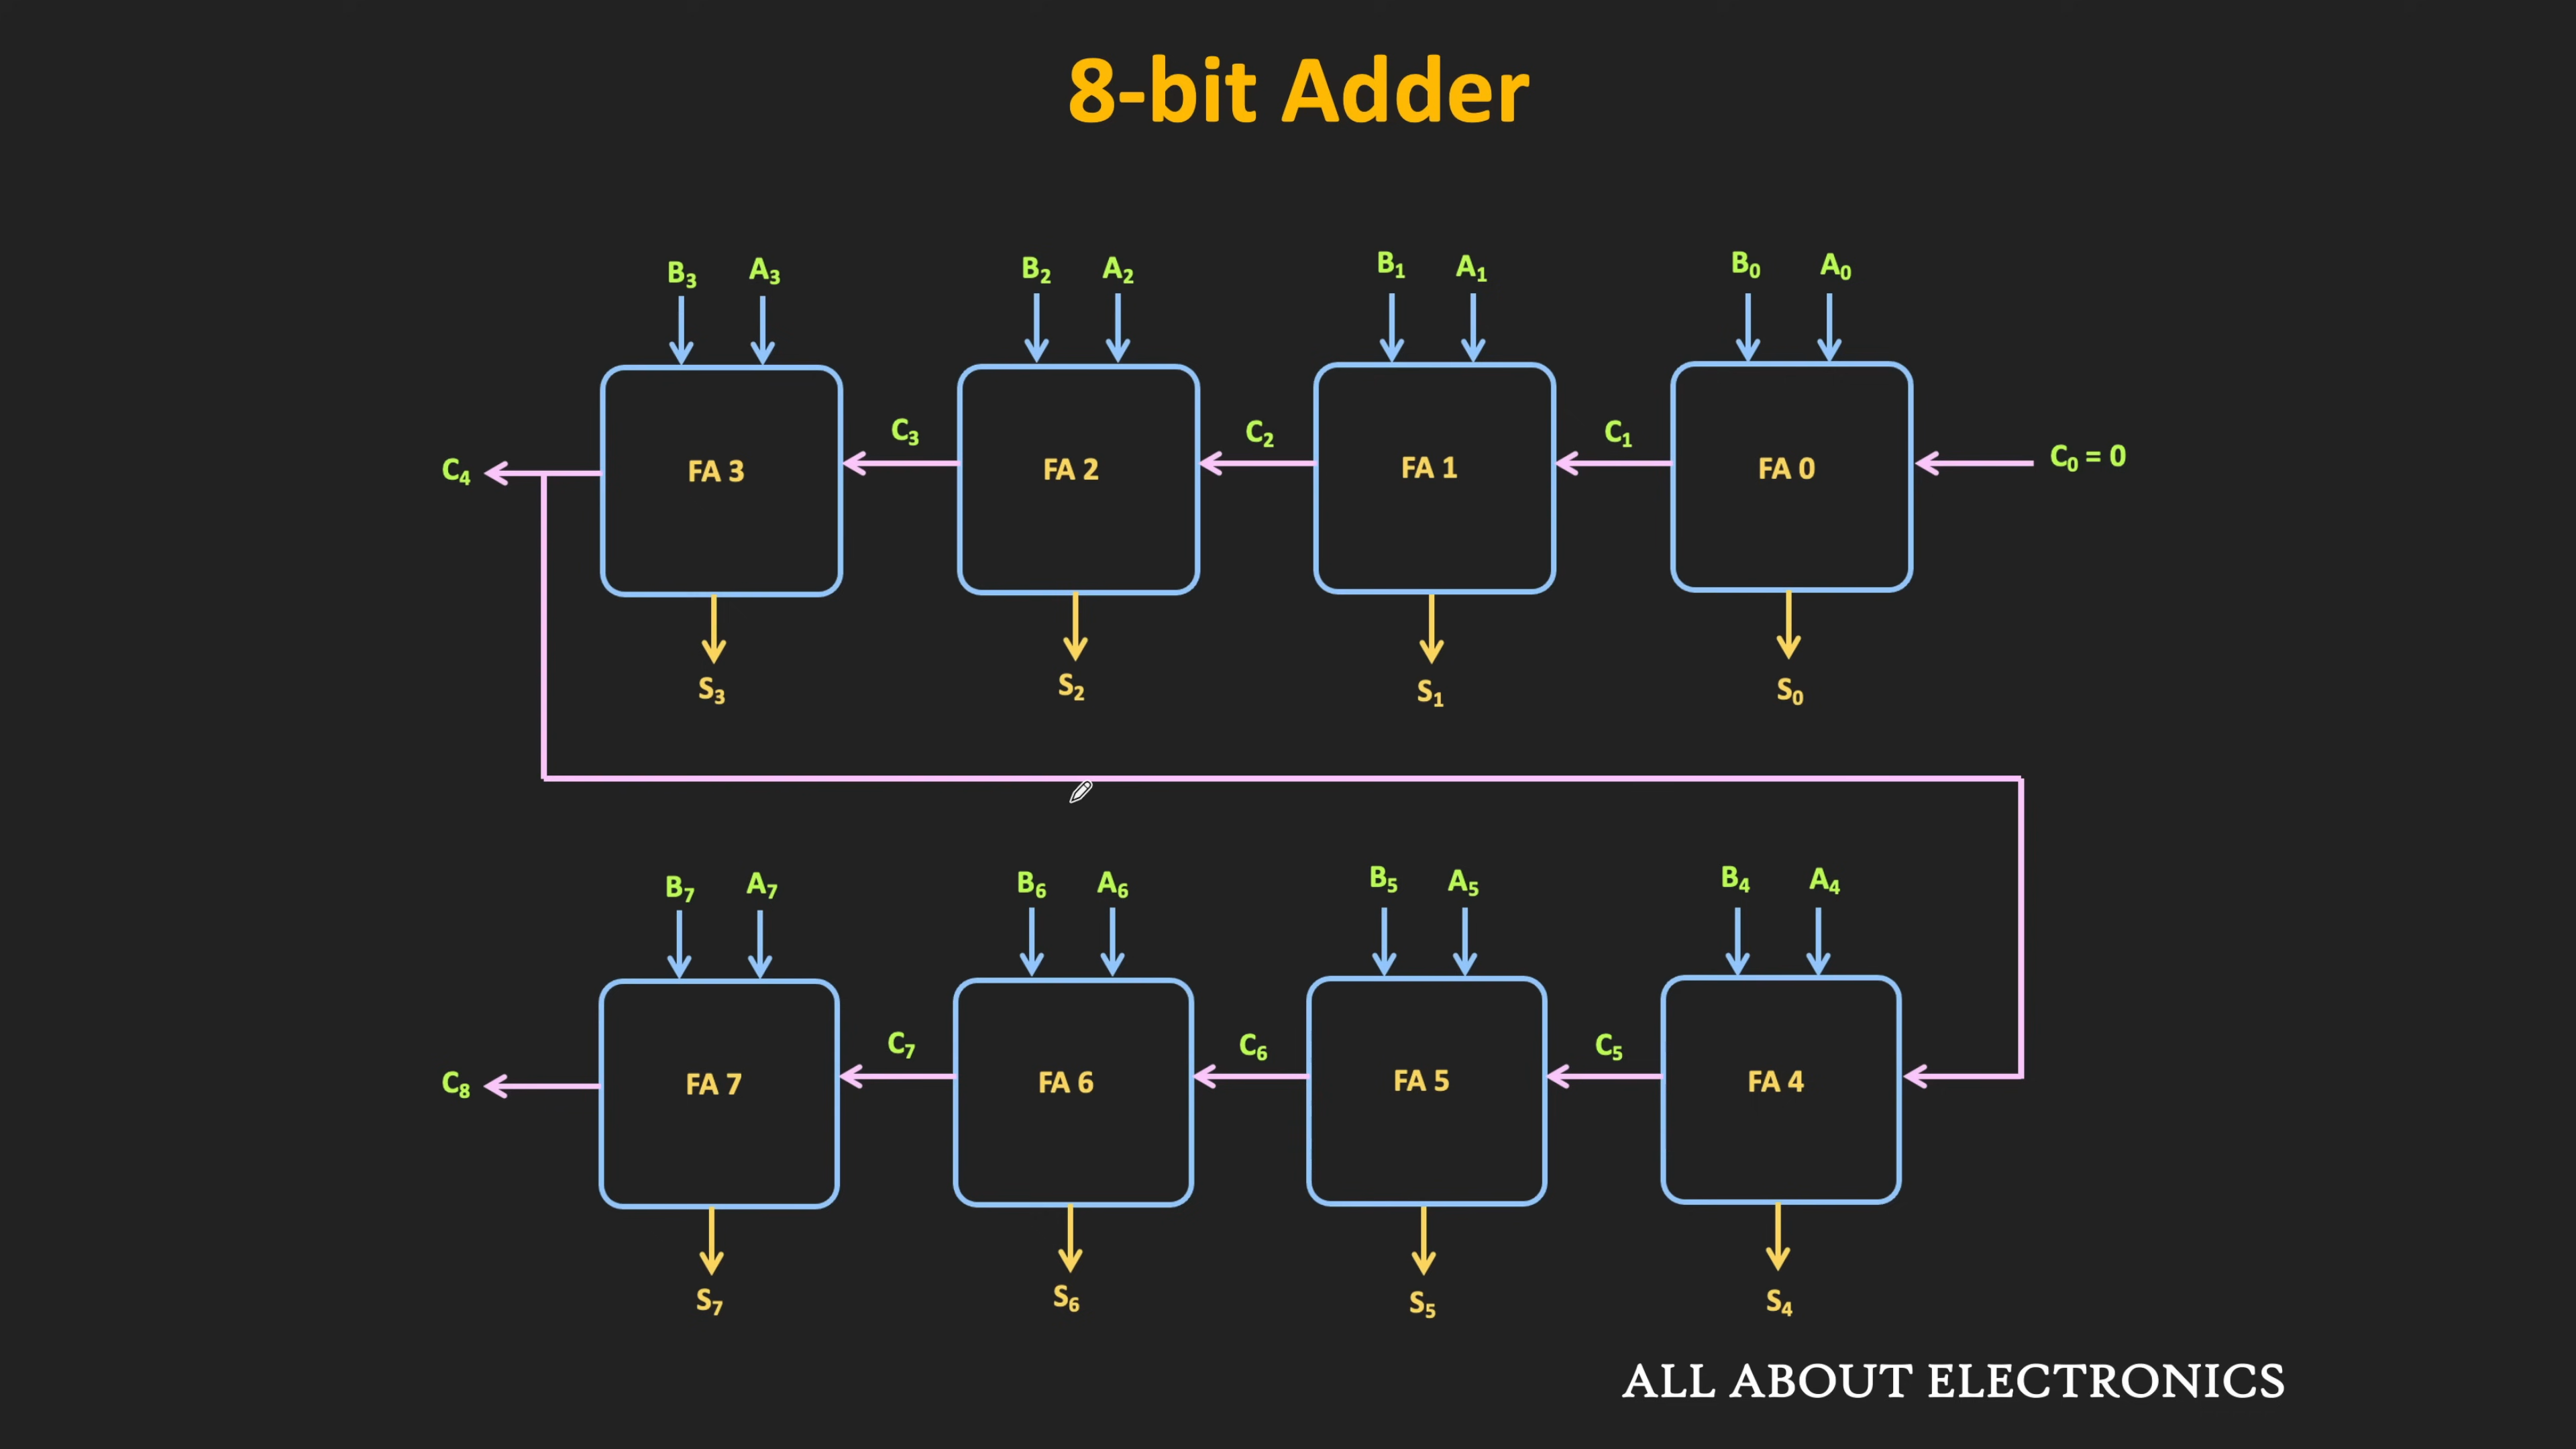 8-bit Adder
B₃ A₃ B₂ A₂ B₁ A₁ B₀ A₀
C₄ FA 3 C₃ FA 2 C₂ FA 1 C₁ FA 0 C₀ = 0
S₃ S₂ S₁ S₀
B₇ A₇ B₆ A₆ B₅ A₅ B₄ A₄
C₈ FA 7 C₇ FA 6 C₆ FA 5 C₅ FA 4
S₇ S₆ S₅ S₄
ALL ABOUT ELECTRONICS